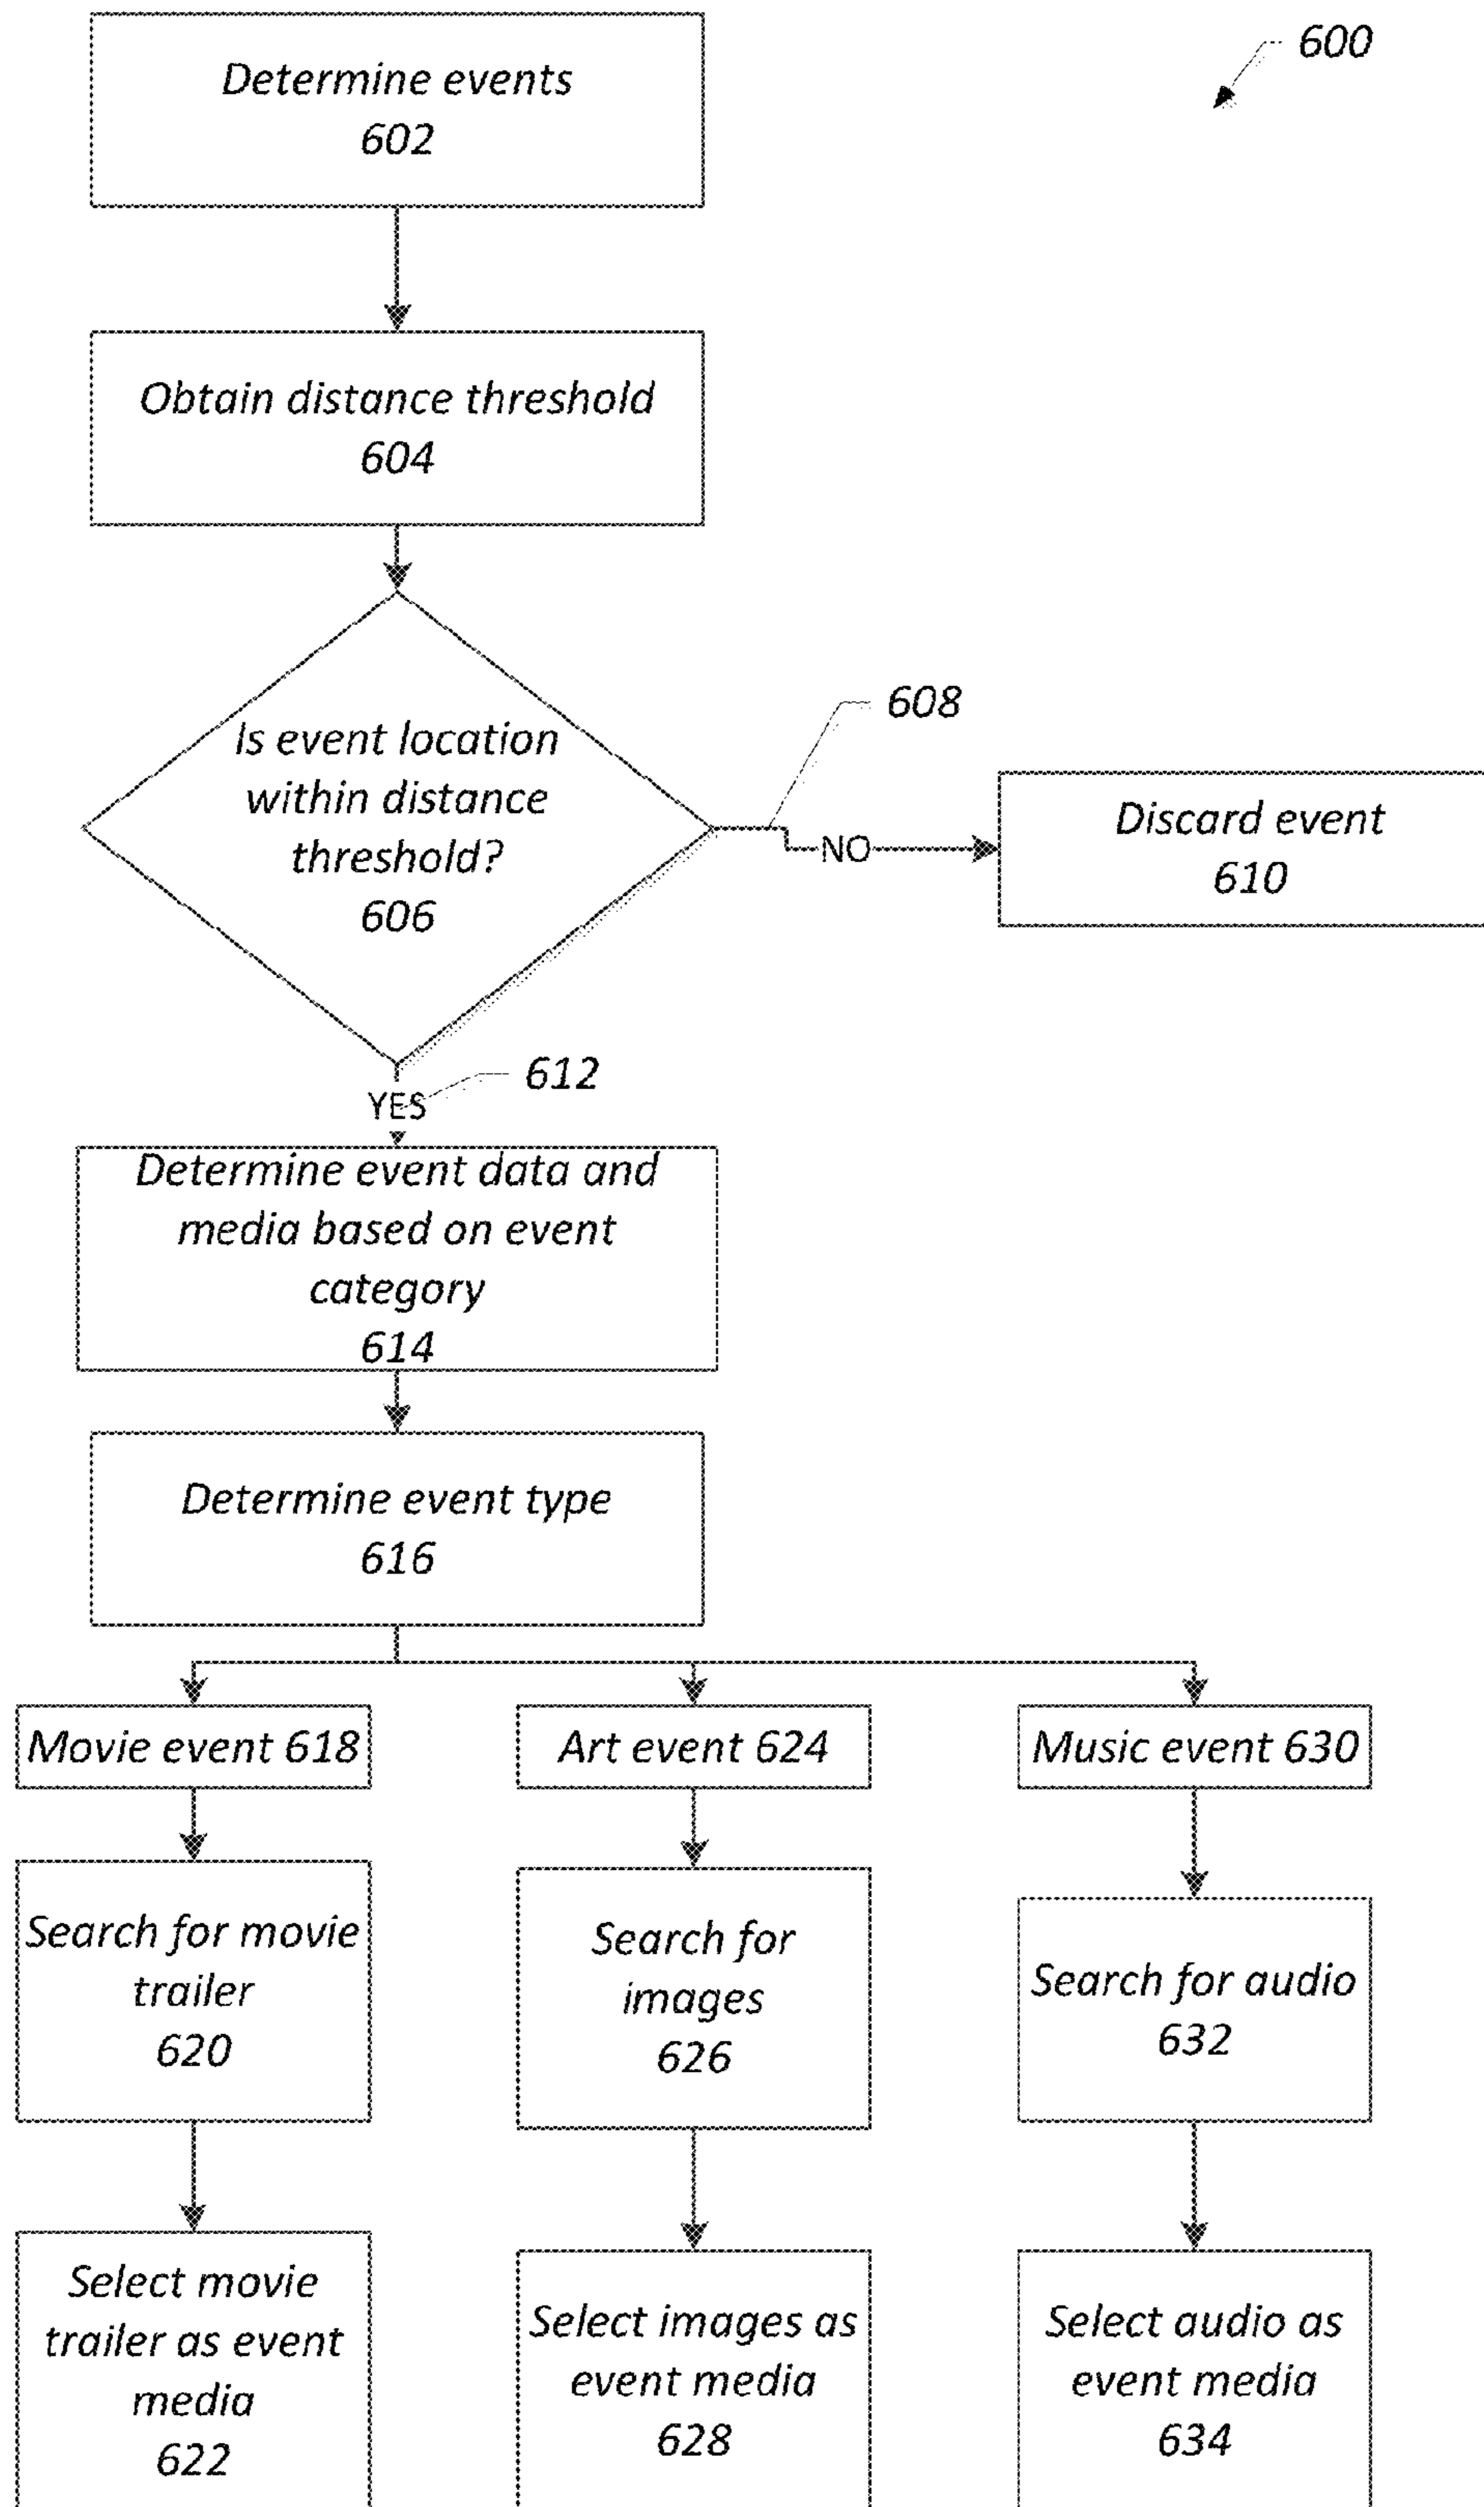 600
Determine events
602
Obtain distance threshold
604
Is event location
within distance
threshold?
606
608
NO
Discard event
610
612
YES
Determine event data and
media based on event
category
614
Determine event type
616
Movie event 618
Search for movie
trailer
620
Select movie
trailer as event
media
622
Art event 624
Search for
images
626
Select images as
event media
628
Music event 630
Search for audio
632
Select audio as
event media
634